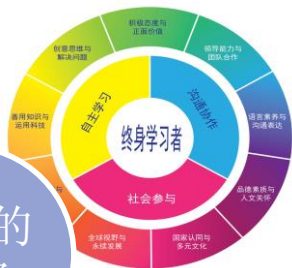 积极态度与
正面价值
领导能力与
团队合作
语言素养与
沟通表达
品德素质与
人文关怀
国家认同与
多元文化
全球视野与
永续发展
善用知识与
运用科技
创意思维与
解决问题
自主学习
沟通协作
社会参与
终身学习者
的